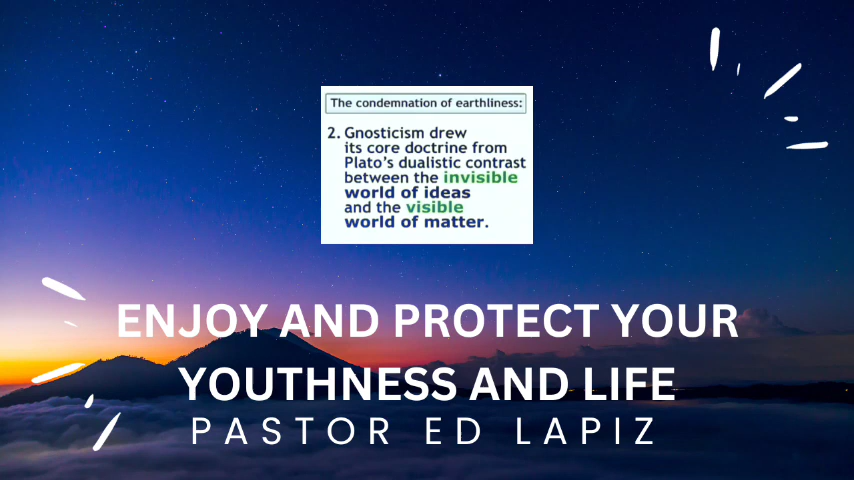 The condemnation of earthliness:
2. Gnosticism drew
its core doctrine from
Plato's dualistic contrast
between the invisible
world of ideas
and the visible
world of matter.
ENJOY AND PROTECT YOUR
YOUTHNESS AND LIFE
PASTOR ED LAPIZ